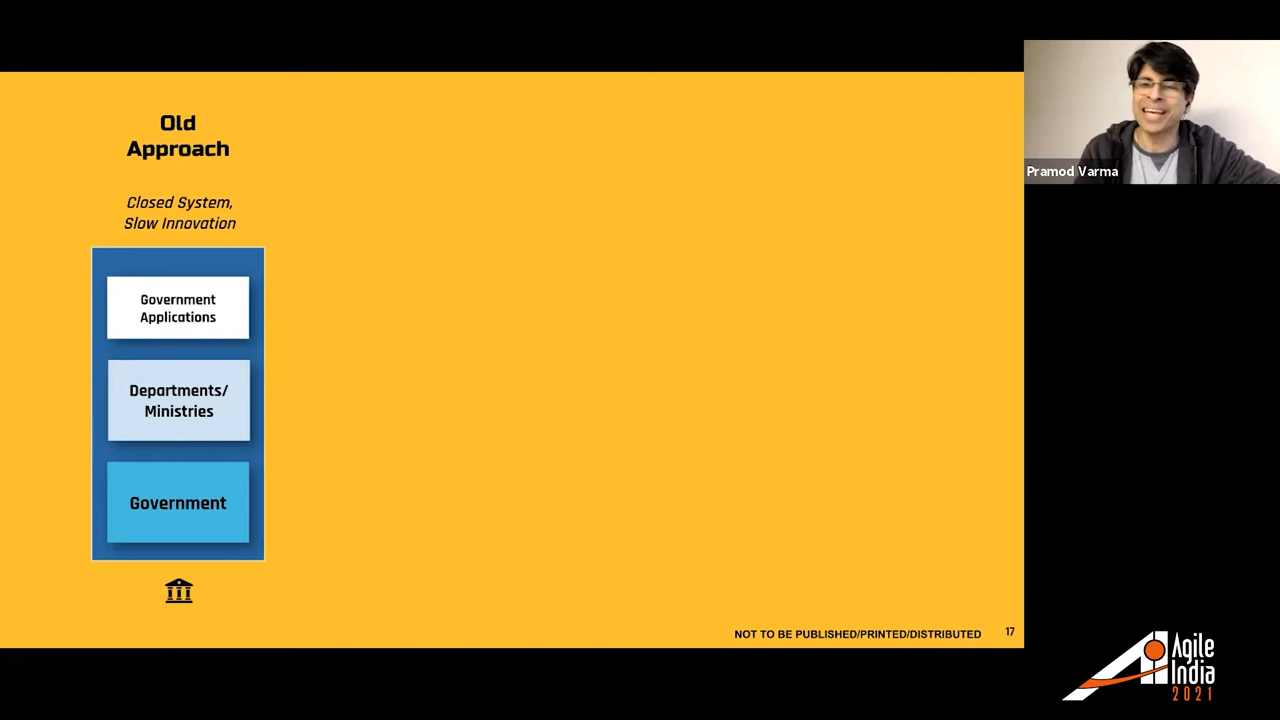 Old
Approach
Closed System,
Slow Innovation
Government
Applications
Departments/
Ministries
Government
NOT TO BE PUBLISHED/PRINTED/DISTRIBUTED
17
Pramod Varma
Agile
India
2021